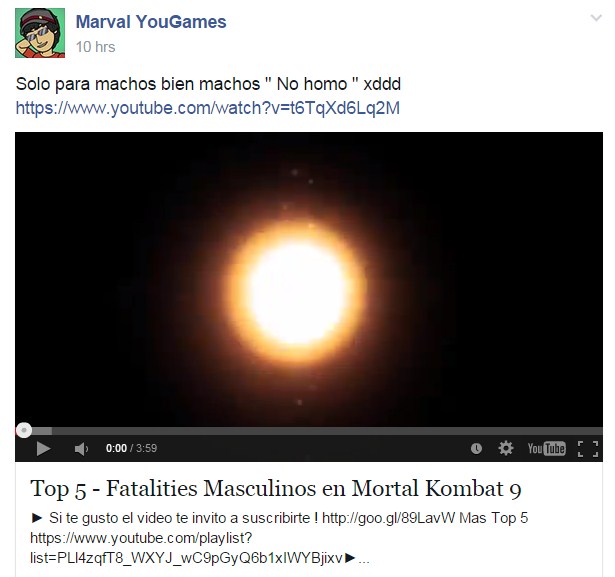 Marval YouGames
10 hrs
Solo para machos bien machos " No homo " xddd
https://www.youtube.com/watch?v=t6TqXd6Lq2M
0:00 / 3:59
YouTube
Top 5 - Fatalities Masculinos en Mortal Kombat 9
► Si te gusto el video te invito a suscribirte ! http://goo.gl/89LavW Mas Top 5
https://www.youtube.com/playlist?
list=PLl4zqfT8_WXYJ_wC9pGyQ6b1xIWYBjixv►...